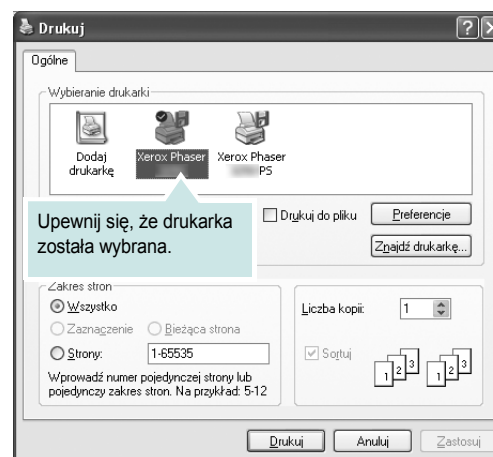 Drukuj
Ogólne
Wybieranie drukarki
Dodaj drukarkę
Xerox Phaser
Xerox Phaser
PS
Upewnij się, że drukarka
została wybrana.
Drukuj do pliku
Preferencje
Znajdź drukarkę...
Zakres stron
Wszystko
Zaznaczenie
Bieżąca strona
Strony:
1-65535
Wprowadź numer pojedynczej strony lub
pojedynczy zakres stron. Na przykład: 5-12
Liczba kopii:
1
Sortuj
1 2 3
1 2 3
Drukuj
Anuluj
Zastosuj